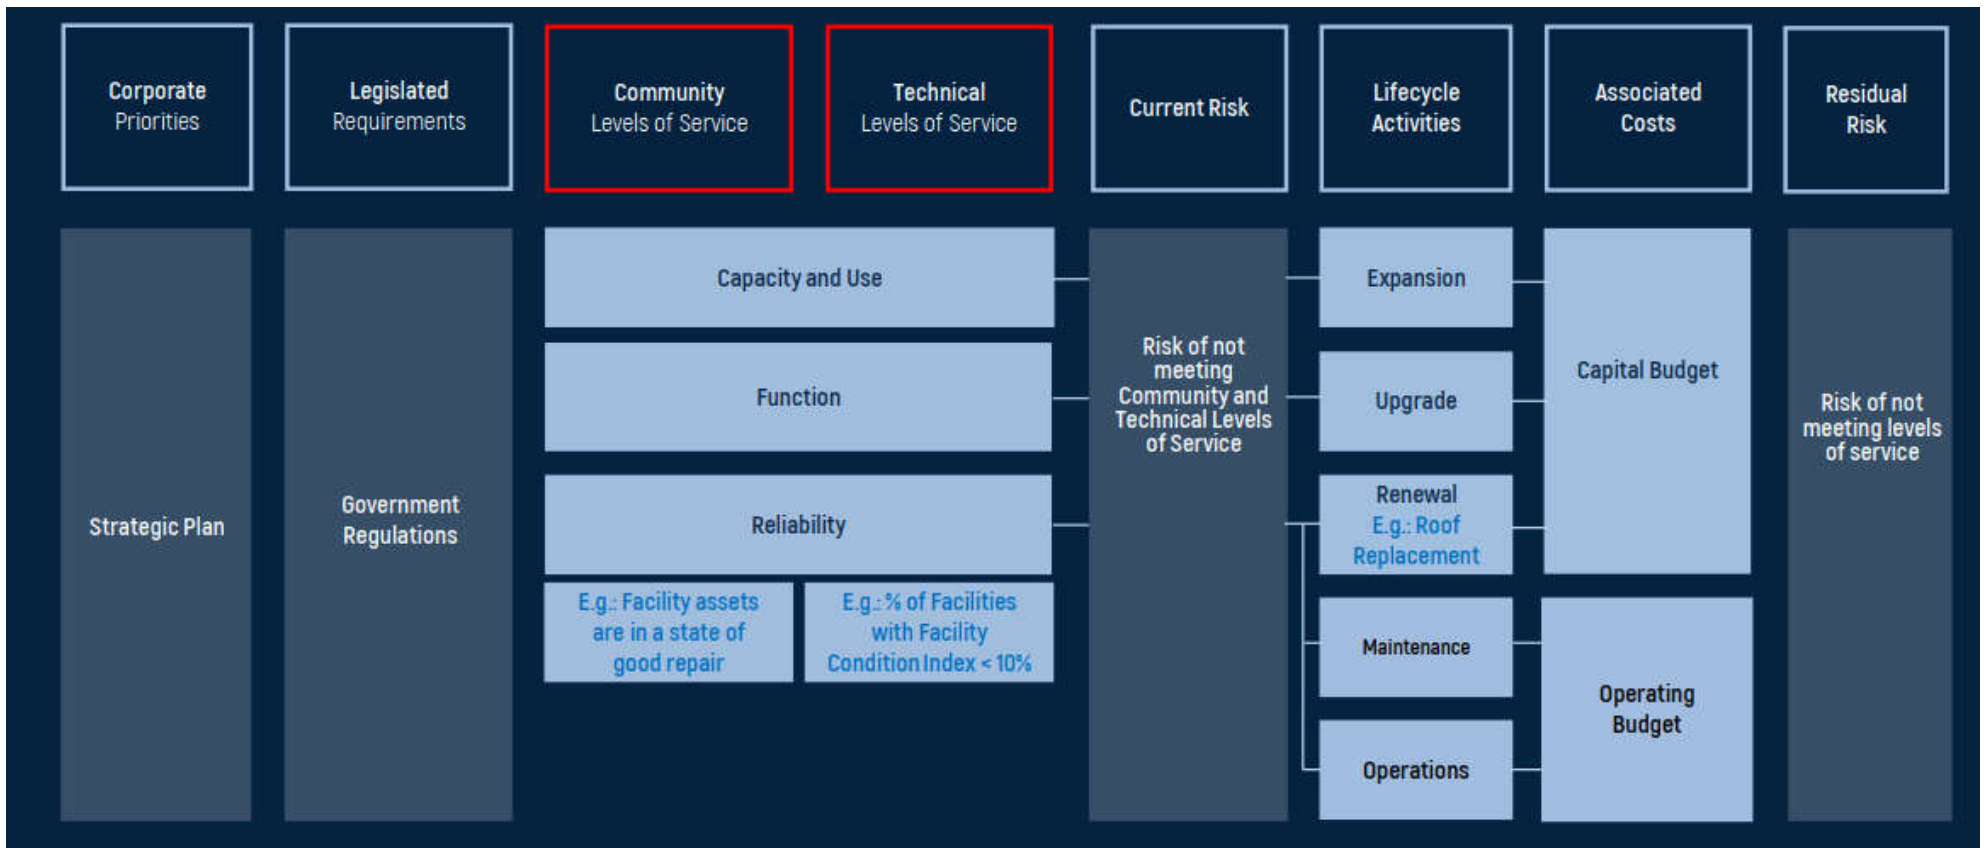 Corporate
Priorities
Legislated
Requirements
Community
Levels of Service
Technical
Levels of Service
Current Risk
Lifecycle
Activities
Associated
Costs
Residual
Risk
Strategic Plan
Government
Regulations
Capacity and Use
Function
Reliability
E.g.: Facility assets
are in a state of
good repair
E.g.: % of Facilities
with Facility
Condition Index < 10%
Risk of not
meeting
Community and
Technical Levels
of Service
Expansion
Upgrade
Renewal
E.g.: Roof
Replacement
Maintenance
Operations
Capital Budget
Operating
Budget
Risk of not
meeting levels
of service